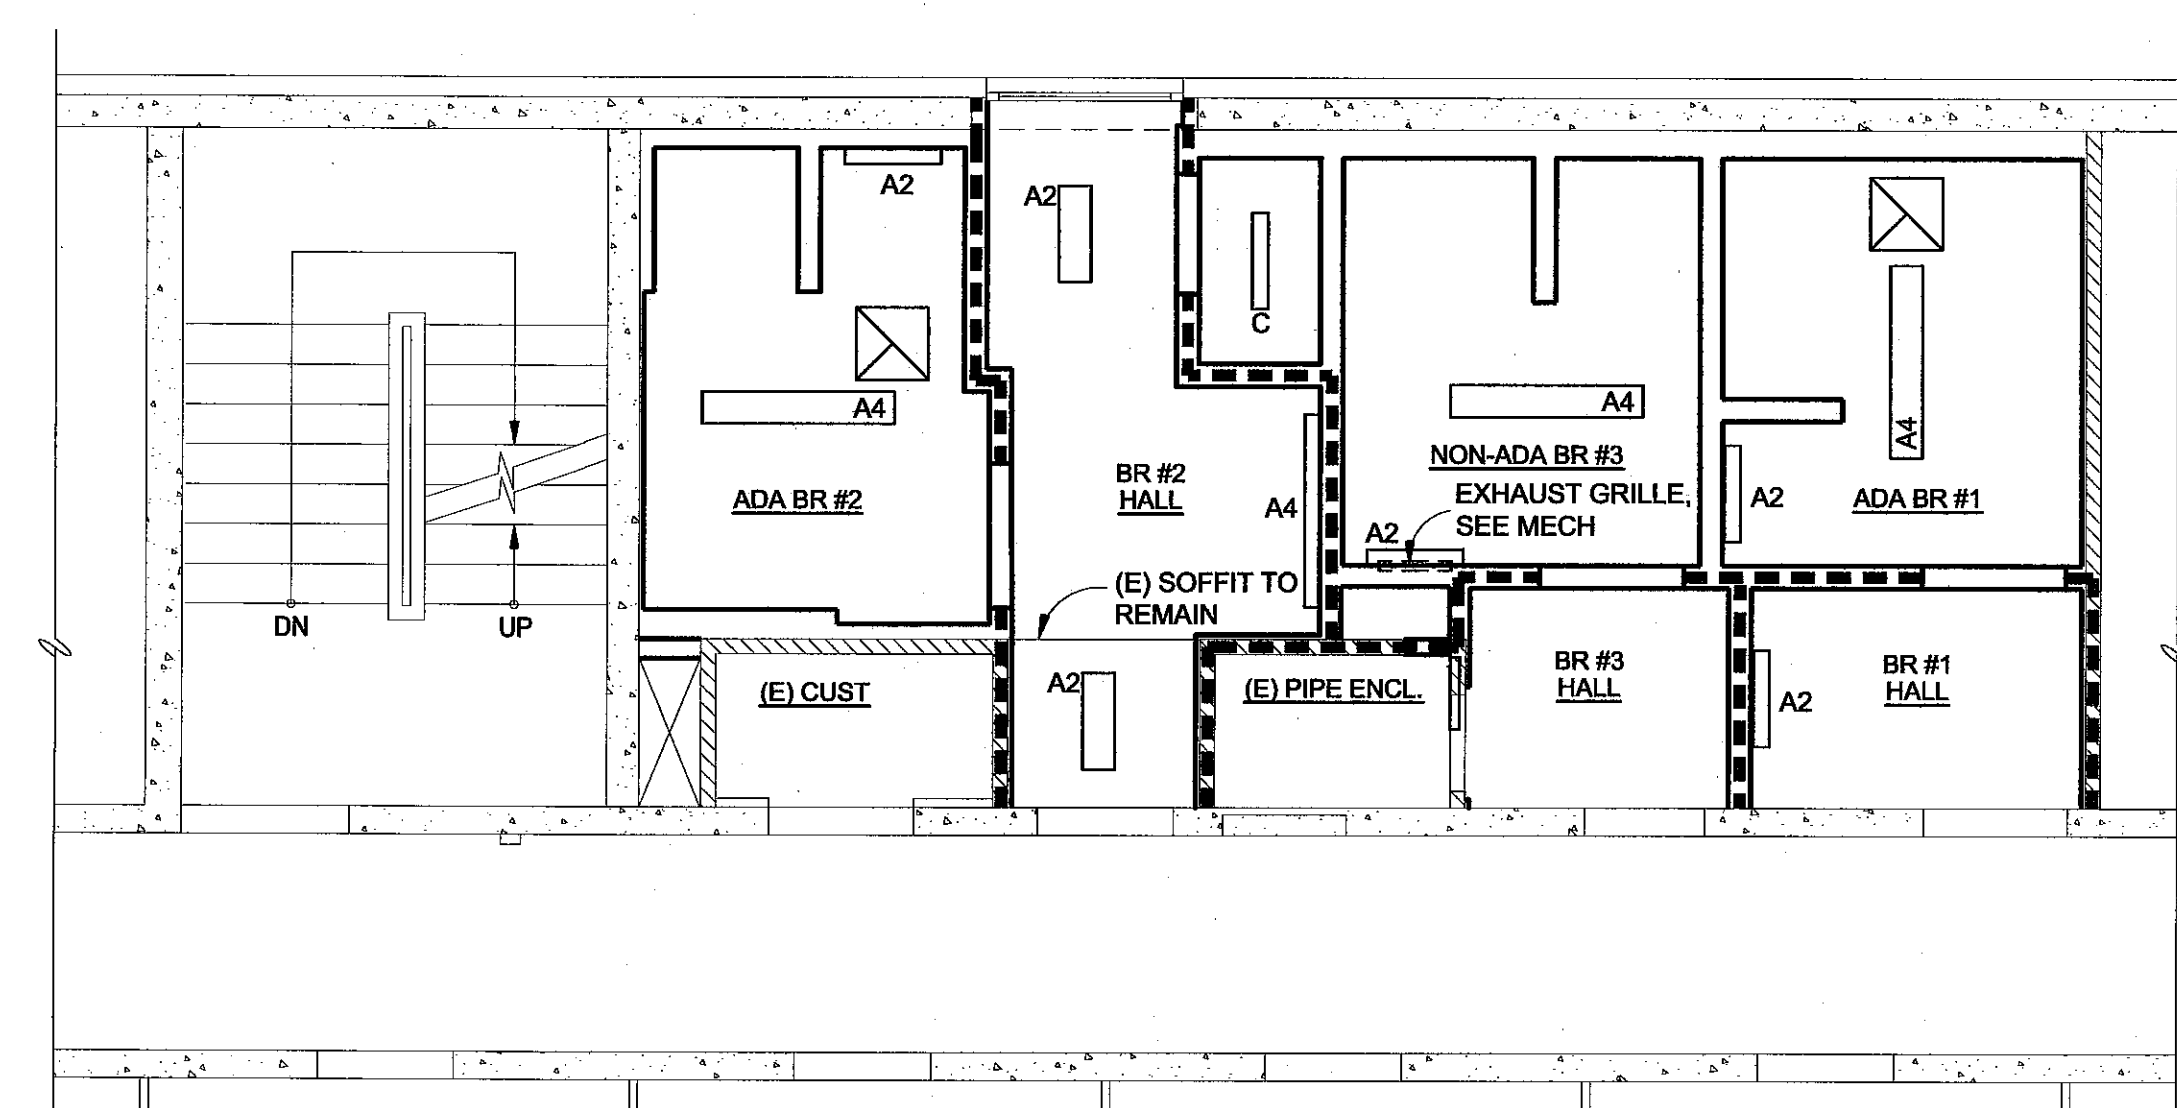 A2
A2
C
A4
A4
A4
NON-ADA BR #3
EXHAUST GRILLE,
SEE MECH
BR #2
HALL
ADA BR #2
A4
A2
A2
ADA BR #1
(E) SOFFIT TO
REMAIN
DN
UP
(E) CUST
A2
(E) PIPE ENCL.
BR #3
HALL
A2
BR #1
HALL